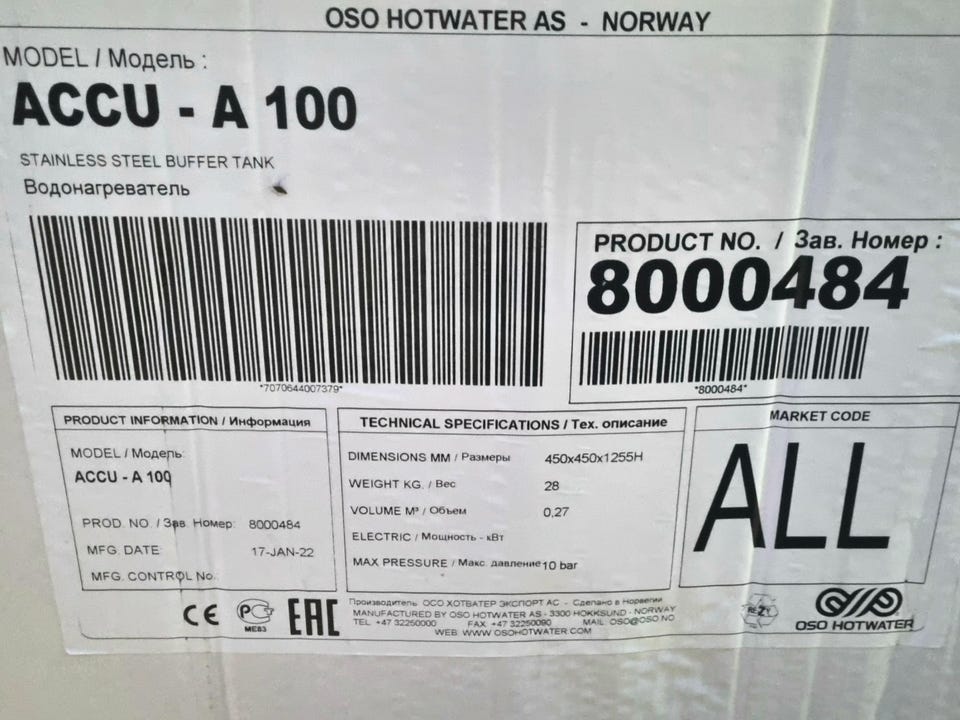 OSO HOTWATER AS - NORWAY
MODEL / Модель :
ACCU - A 100
STAINLESS STEEL BUFFER TANK
Водонагреватель
*7070644007379*
PRODUCT NO. / Зав. Номер :
8000484
*8000484*
PRODUCT INFORMATION / Информация
MODEL / Модель:
ACCU - A 100
PROD. NO. / Зав. Номер: 8000484
MFG. DATE: 17-JAN-22
MFG. CONTROL No.
TECHNICAL SPECIFICATIONS / Тех. описание
DIMENSIONS MM / Размеры 450x450x1255H
WEIGHT KG. / Вес 28
VOLUME M³ / Объем 0,27
ELECTRIC / Мощность - кВт
MAX PRESSURE / Макс. давление 10 bar
MARKET CODE
ALL
CE PCT ME83 EAC
Производитель: ОСО ХОТВАТЕР ЭКСПОРТ АС - Сделано в Норвегии
MANUFACTURED BY OSO HOTWATER AS - 3300 HOKKSUND - NORWAY
TEL. +47 32250000 FAX. +47 32250090 MAIL: OSO@OSO.NO
WEB: WWW.OSOHOTWATER.COM
REZY
OSO HOTWATER